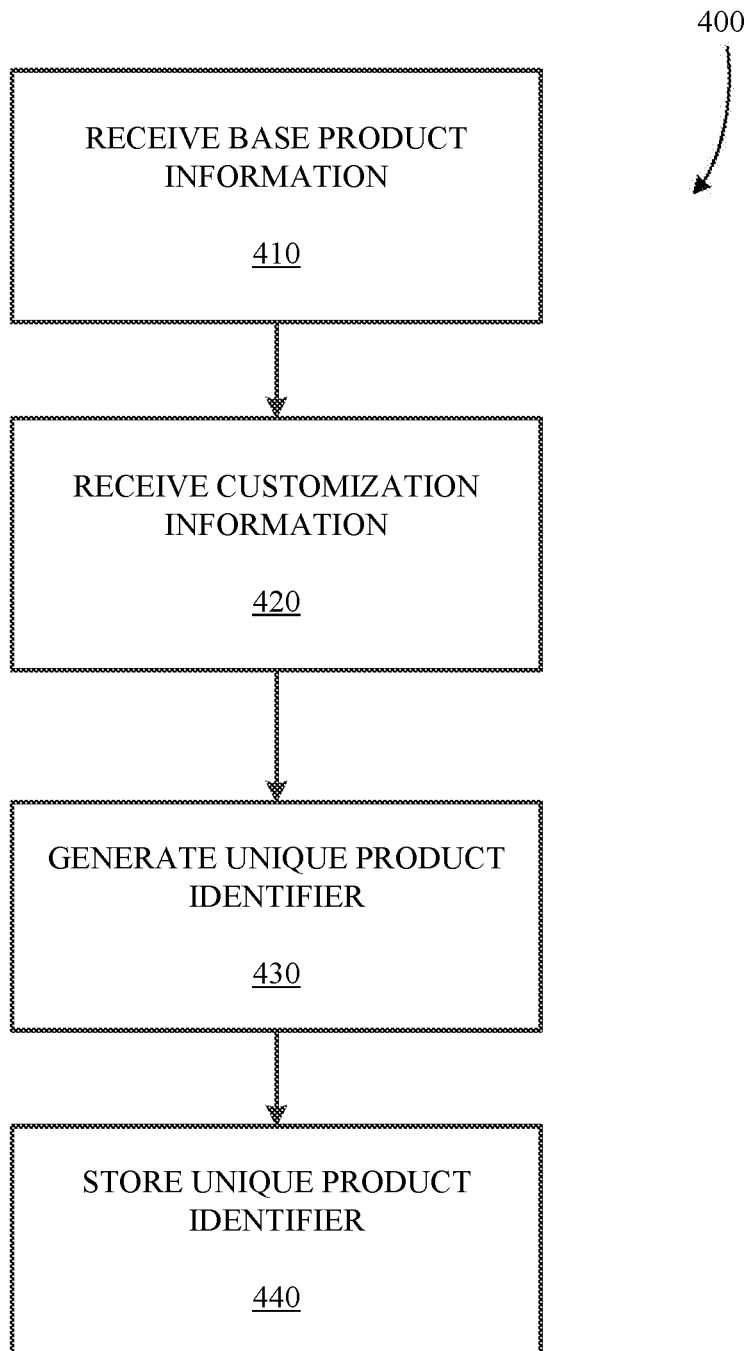 400
RECEIVE BASE PRODUCT
INFORMATION
410
RECEIVE CUSTOMIZATION
INFORMATION
420
GENERATE UNIQUE PRODUCT
IDENTIFIER
430
STORE UNIQUE PRODUCT
IDENTIFIER
440